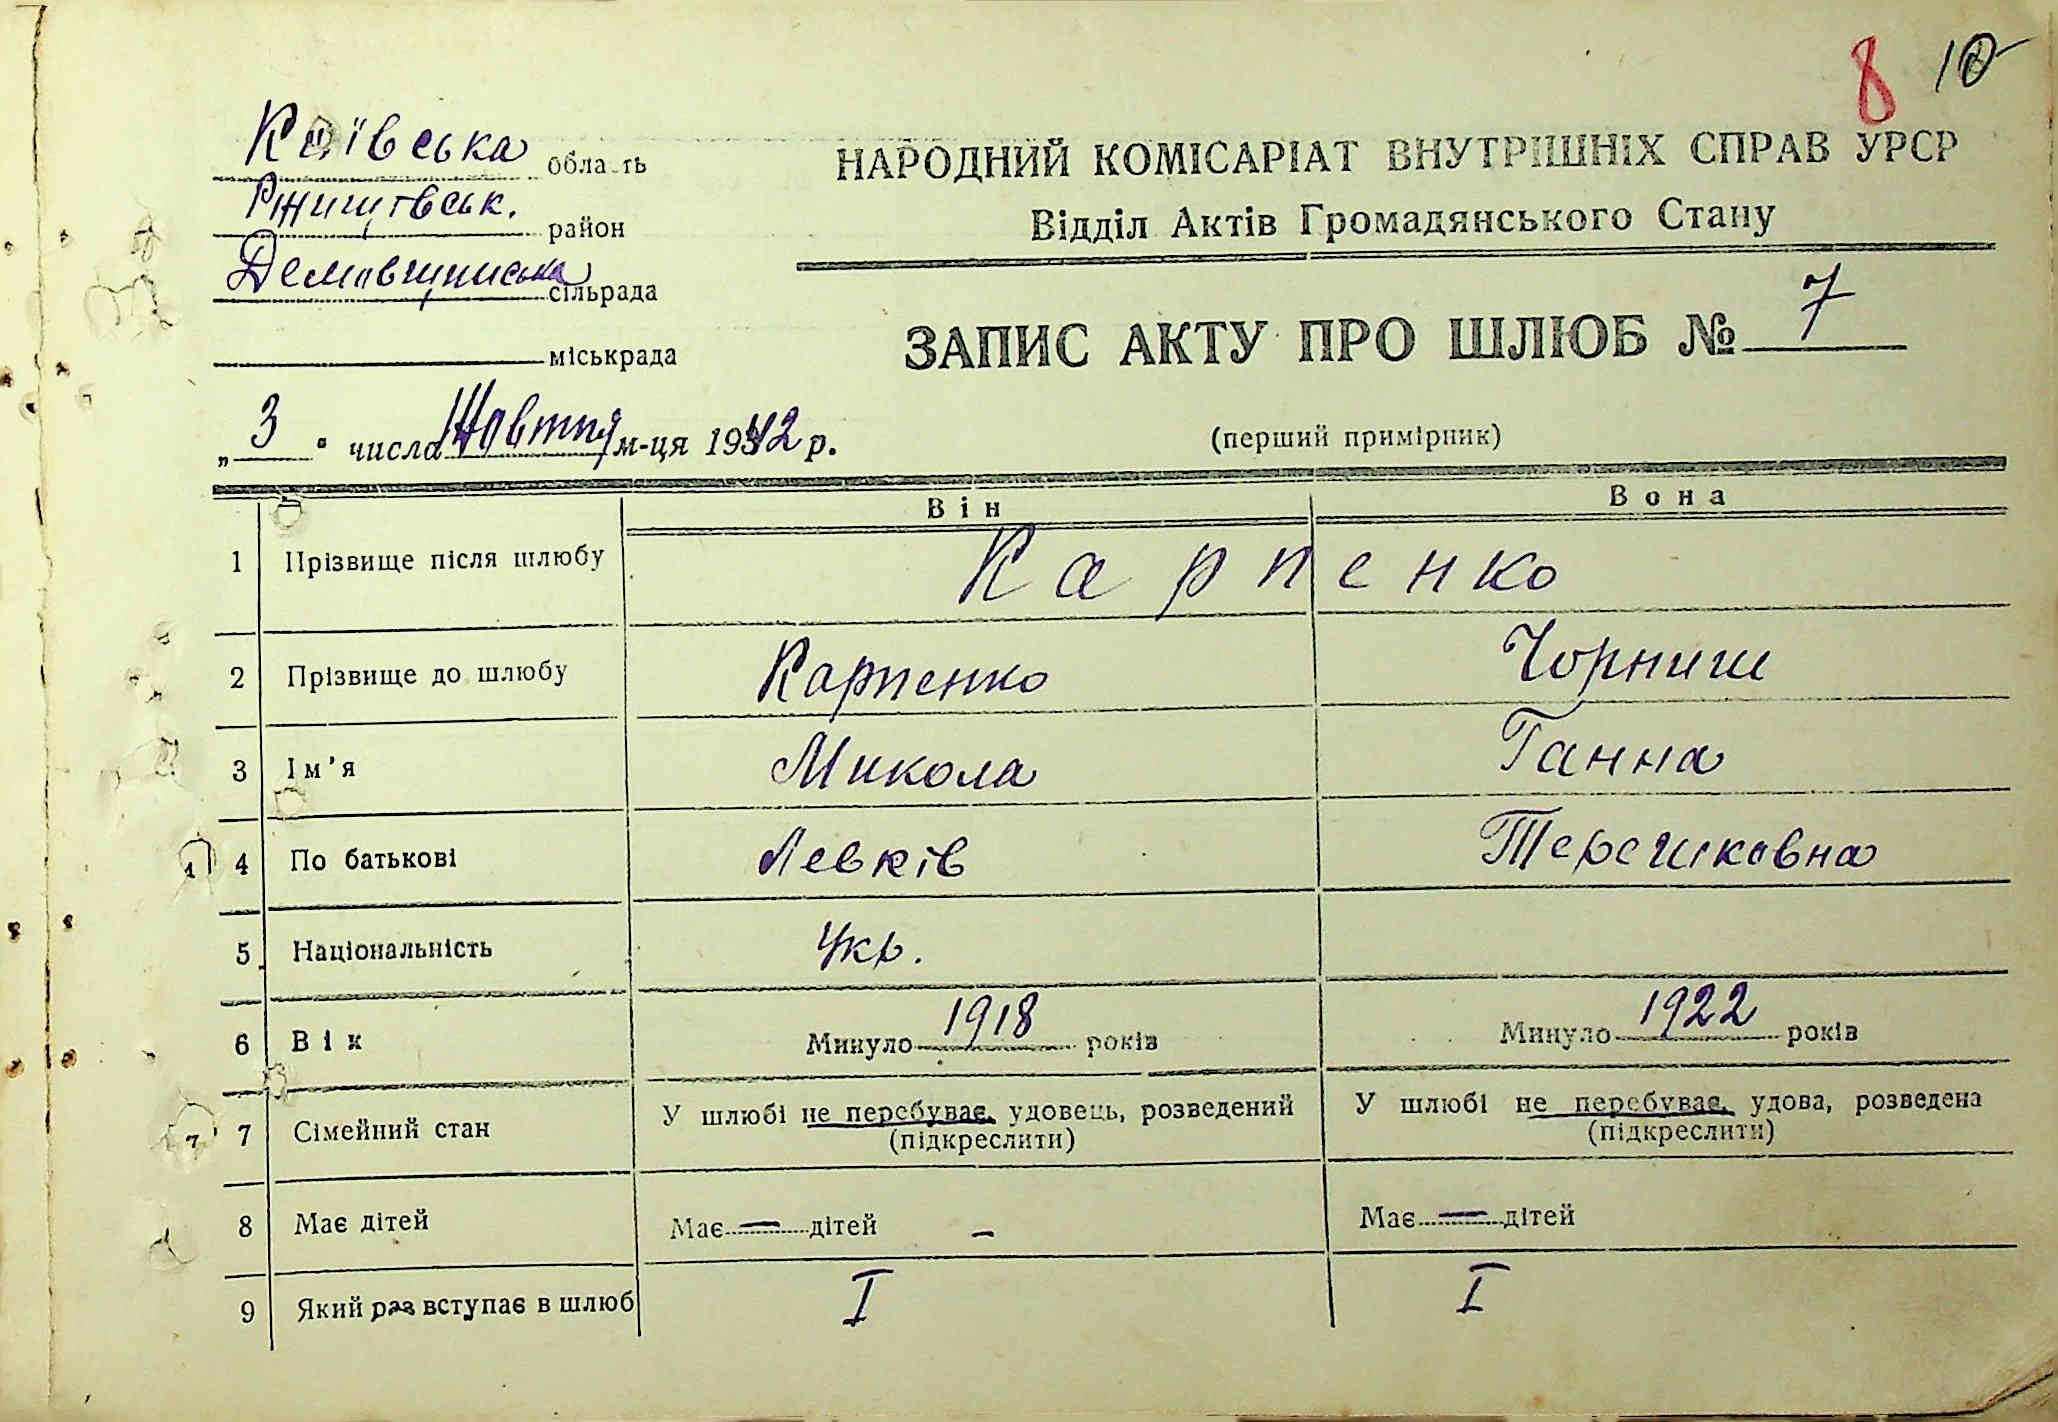 8 10
Київська область
Ржищівськ. район
Демовщинська сільрада
міськрада
НАРОДНИЙ КОМІСАРІАТ ВНУТРІШНІХ СПРАВ УРСР
Відділ Актів Громадянського Стану
ЗАПИС АКТУ ПРО ШЛЮБ № 7
(перший примірник)
„ 3 " числа Жовтня м-ця 1942 р.
Він Вона
1 Прізвище після шлюбу Карпенко
2 Прізвище до шлюбу Карпенко Чорниш
3 Ім'я Микола Ганна
4 По батькові Левків Терешковна
5 Національність Укр.
6 Вік Минуло 1918 років Минуло 1922 років
7 Сімейний стан У шлюбі не перебуває, удовець, розведений (підкреслити) У шлюбі не перебуває, удова, розведена (підкреслити)
8 Має дітей Має — дітей – Має — дітей
9 Який раз вступає в шлюб I I